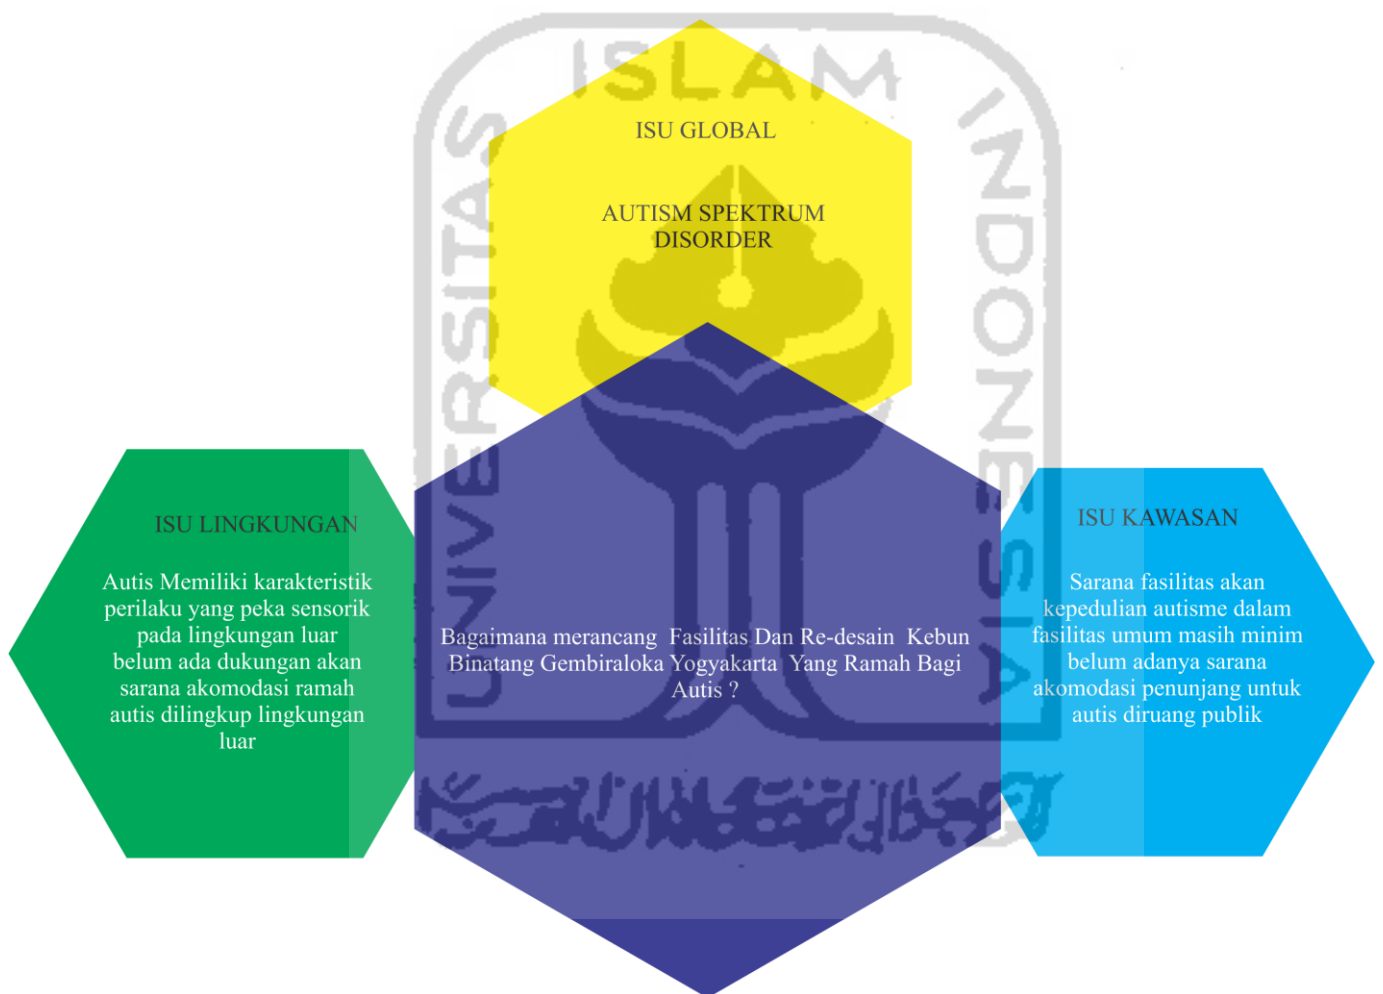 UNIVERSITAS ISLAM INDONESIA
ISU GLOBAL
AUTISM SPEKTRUM
DISORDER
ISU LINGKUNGAN
Autis Memiliki karakteristik
perilaku yang peka sensorik
pada lingkungan luar
belum ada dukungan akan
sarana akomodasi ramah
autis dilingkup lingkungan
luar
Bagaimana merancang Fasilitas Dan Re-desain Kebun
Binatang Gembiraloka Yogyakarta Yang Ramah Bagi
Autis ?
ISU KAWASAN
Sarana fasilitas akan
kepedulian autisme dalam
fasilitas umum masih minim
belum adanya sarana
akomodasi penunjang untuk
autis diruang publik